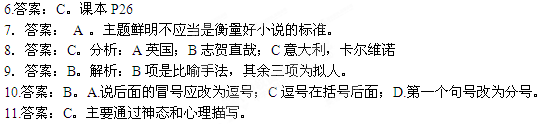 6.答案：C。课本 P26
7．答案： A 。主题鲜明不应当是衡量好小说的标准。
8．答案：C。分析：A 英国；B 志贺直哉；C 意大利，卡尔维诺
9．答案：B。解析：B 项是比喻手法，其余三项为拟人。
10.答案：B。A.说后面的冒号应改为逗号；C 逗号在括号后面；D.第一个句号改为分号。
11.答案：C。主要通过神态和心理描写。